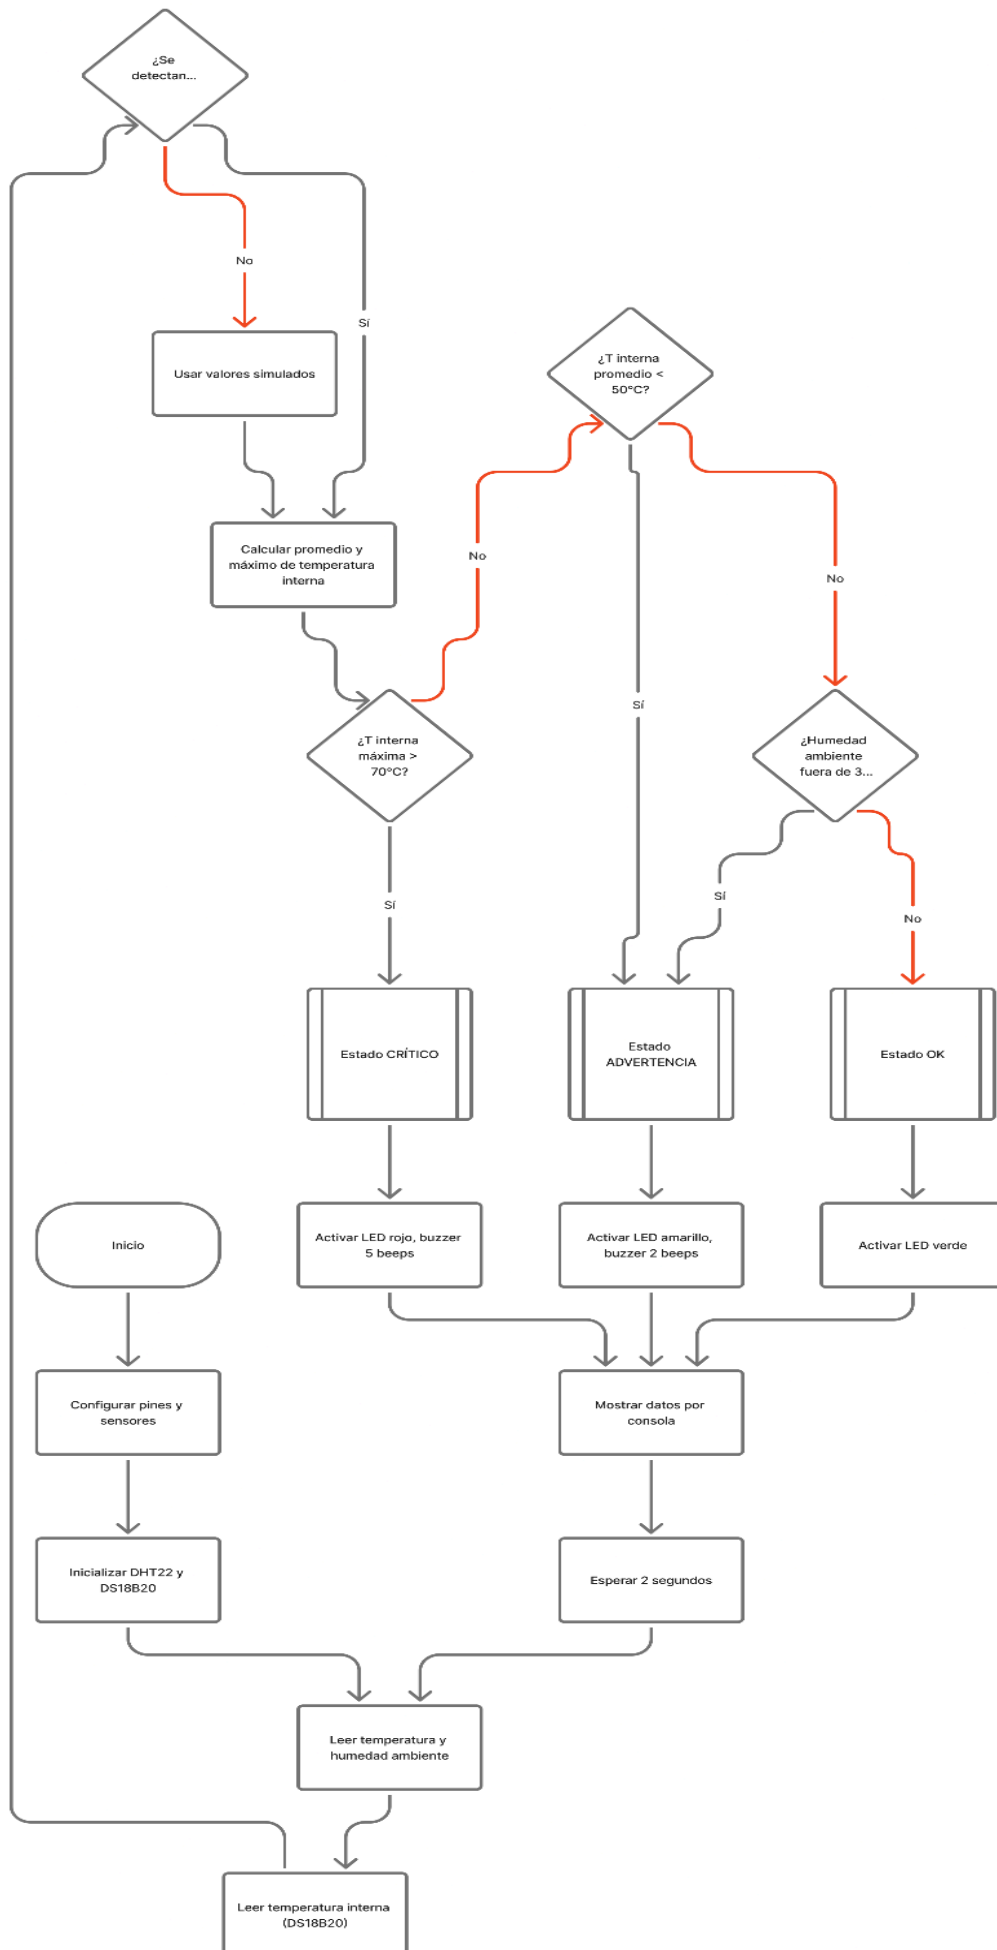 ¿Se
detectan...
No
Sí
Usar valores simulados
¿T interna
promedio <
50°C?
Calcular promedio y
máximo de temperatura
interna
No
No
Sí
¿T interna
máxima >
70°C?
¿Humedad
ambiente
fuera de 3...
Sí
Sí
No
Estado CRÍTICO
Estado
ADVERTENCIA
Estado OK
Inicio
Activar LED rojo, buzzer
5 beeps
Activar LED amarillo,
buzzer 2 beeps
Activar LED verde
Configurar pines y
sensores
Mostrar datos por
consola
Inicializar DHT22 y
DS18B20
Esperar 2 segundos
Leer temperatura y
humedad ambiente
Leer temperatura interna
(DS18B20)